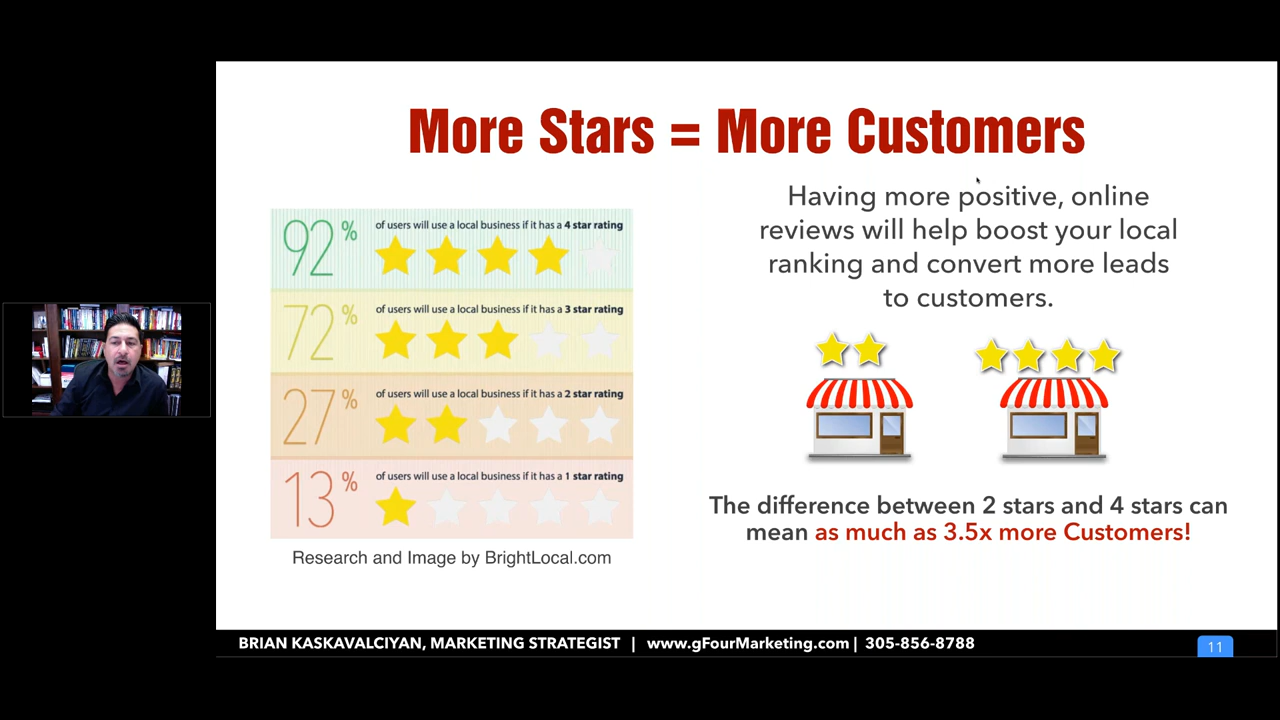 More Stars = More Customers
92% of users will use a local business if it has a 4 star rating
72% of users will use a local business if it has a 3 star rating
27% of users will use a local business if it has a 2 star rating
13% of users will use a local business if it has a 1 star rating
Research and Image by BrightLocal.com
Having more positive, online
reviews will help boost your local
ranking and convert more leads
to customers.
The difference between 2 stars and 4 stars can
mean as much as 3.5x more Customers!
BRIAN KASKAVALCIYAN, MARKETING STRATEGIST | www.gFourMarketing.com | 305-856-8788
11